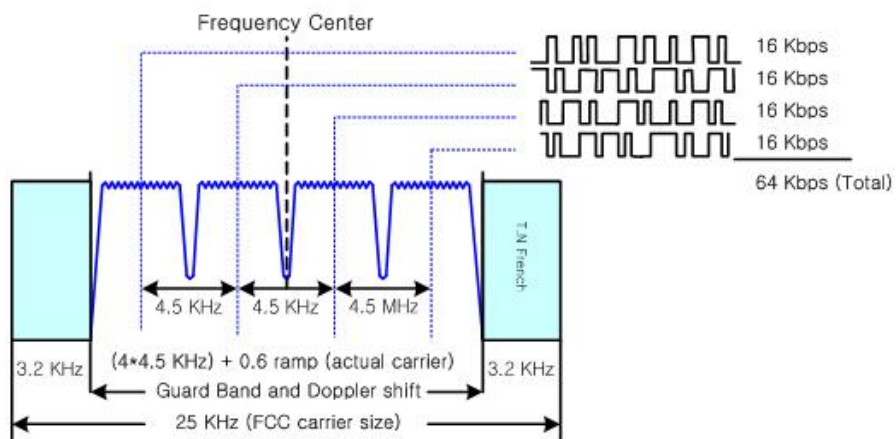 Frequency Center
16 Kbps
16 Kbps
16 Kbps
16 Kbps
64 Kbps (Total)
T_N French
4.5 KHz
4.5 KHz
4.5 MHz
(4*4.5 KHz) + 0.6 ramp (actual carrier)
3.2 KHz
3.2 KHz
Guard Band and Doppler shift
25 KHz (FCC carrier size)